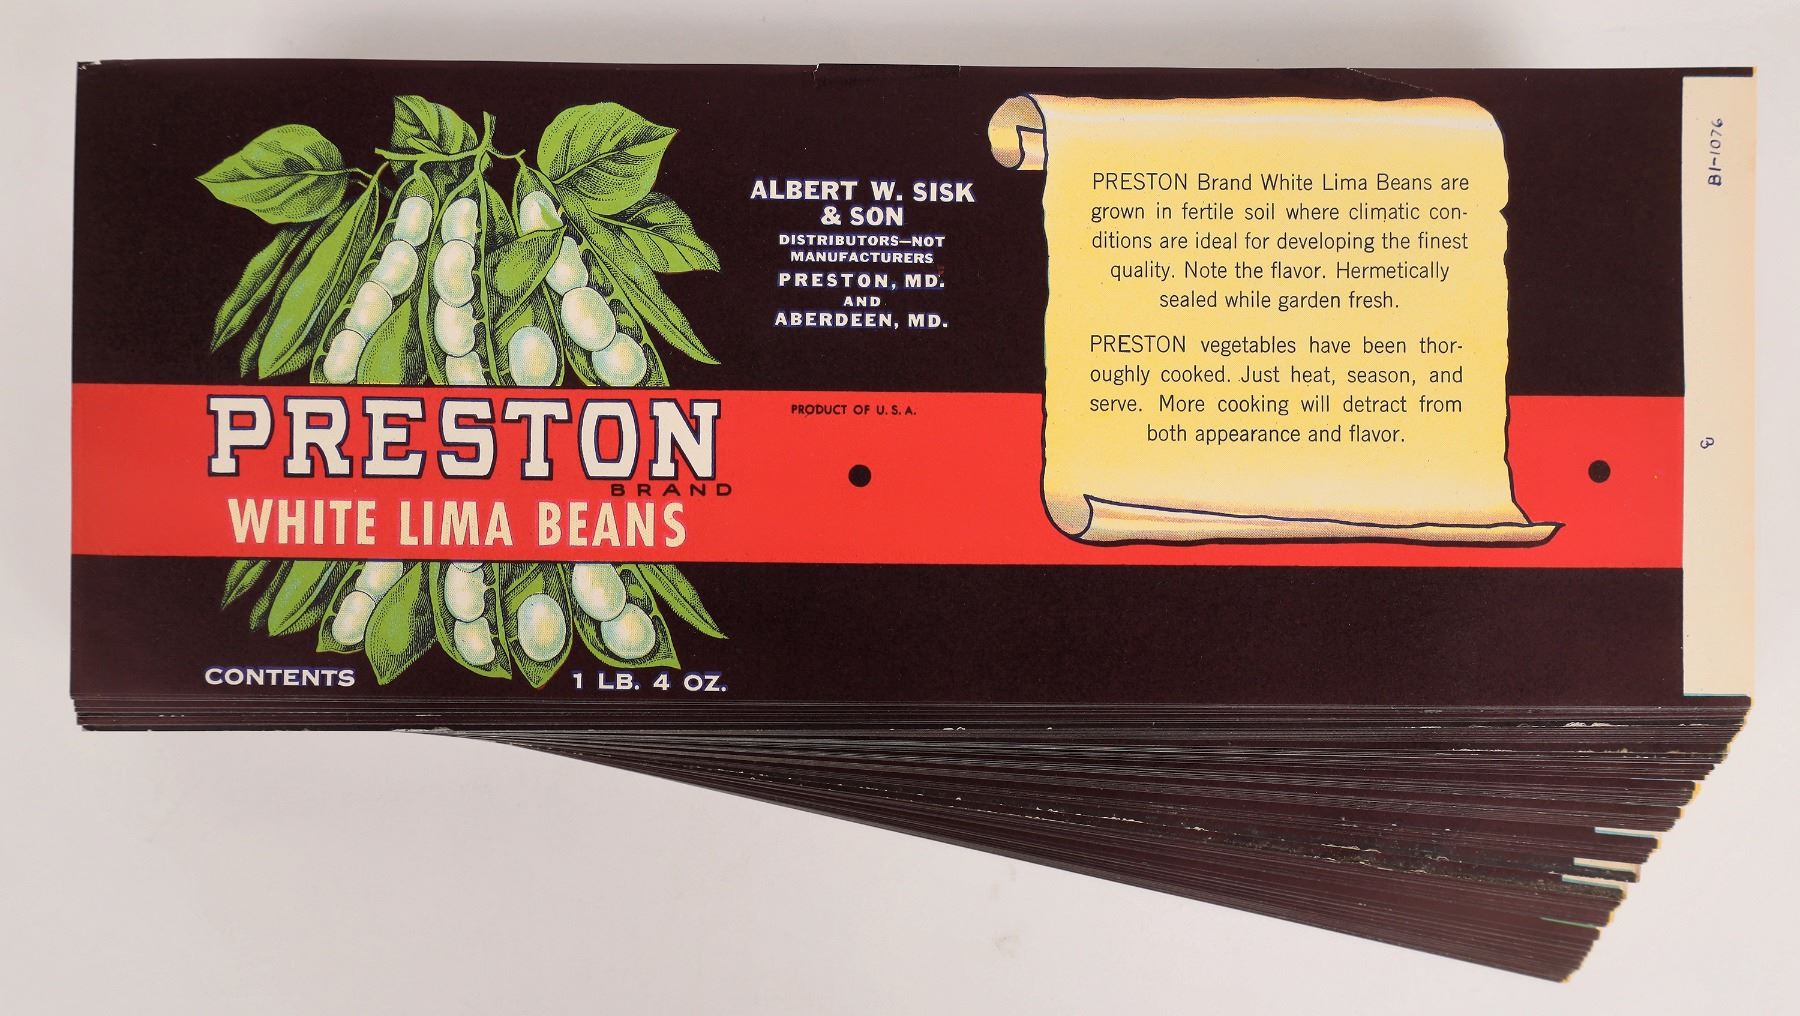 PRESTON
BRAND
WHITE LIMA BEANS
CONTENTS 1 LB. 4 OZ.
ALBERT W. SISK
& SON
DISTRIBUTORS—NOT
MANUFACTURERS
PRESTON, MD.
AND
ABERDEEN, MD.
PRODUCT OF U.S.A.
PRESTON Brand White Lima Beans are
grown in fertile soil where climatic con-
ditions are ideal for developing the finest
quality. Note the flavor. Hermetically
sealed while garden fresh.
PRESTON vegetables have been thor-
oughly cooked. Just heat, season, and
serve. More cooking will detract from
both appearance and flavor.
B1-1076